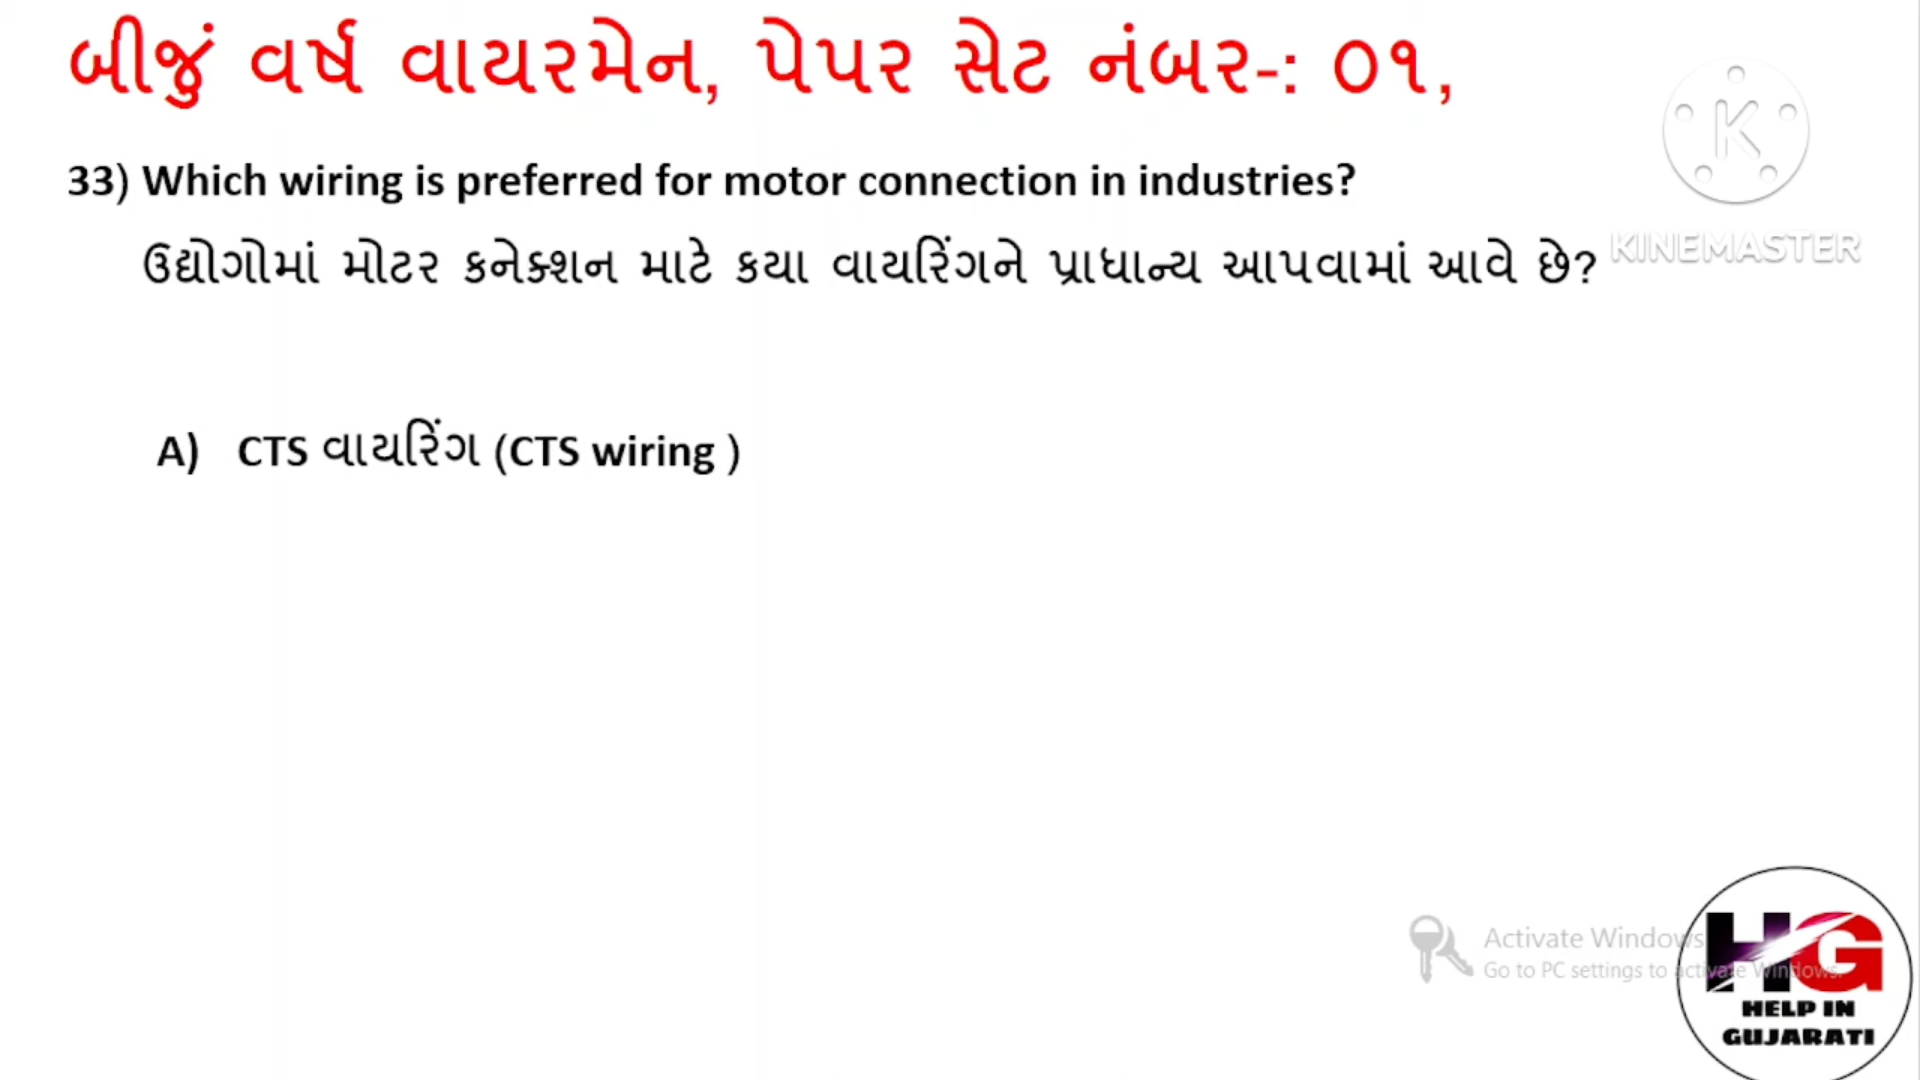 બીજું વર્ષ વાયરમેન, પેપર સેટ નંબર-: ૦૧,
33) Which wiring is preferred for motor connection in industries?
ઉદ્યોગોમાં મોટર કનેક્શન માટે કયા વાયરિંગને પ્રાધાન્ય આપવામાં આવે છે?
KINEMASTER
A) CTS વાયરિંગ (CTS wiring )
Activate Windows
Go to PC settings to activate Windows.
HG
HELP IN
GUJARATI